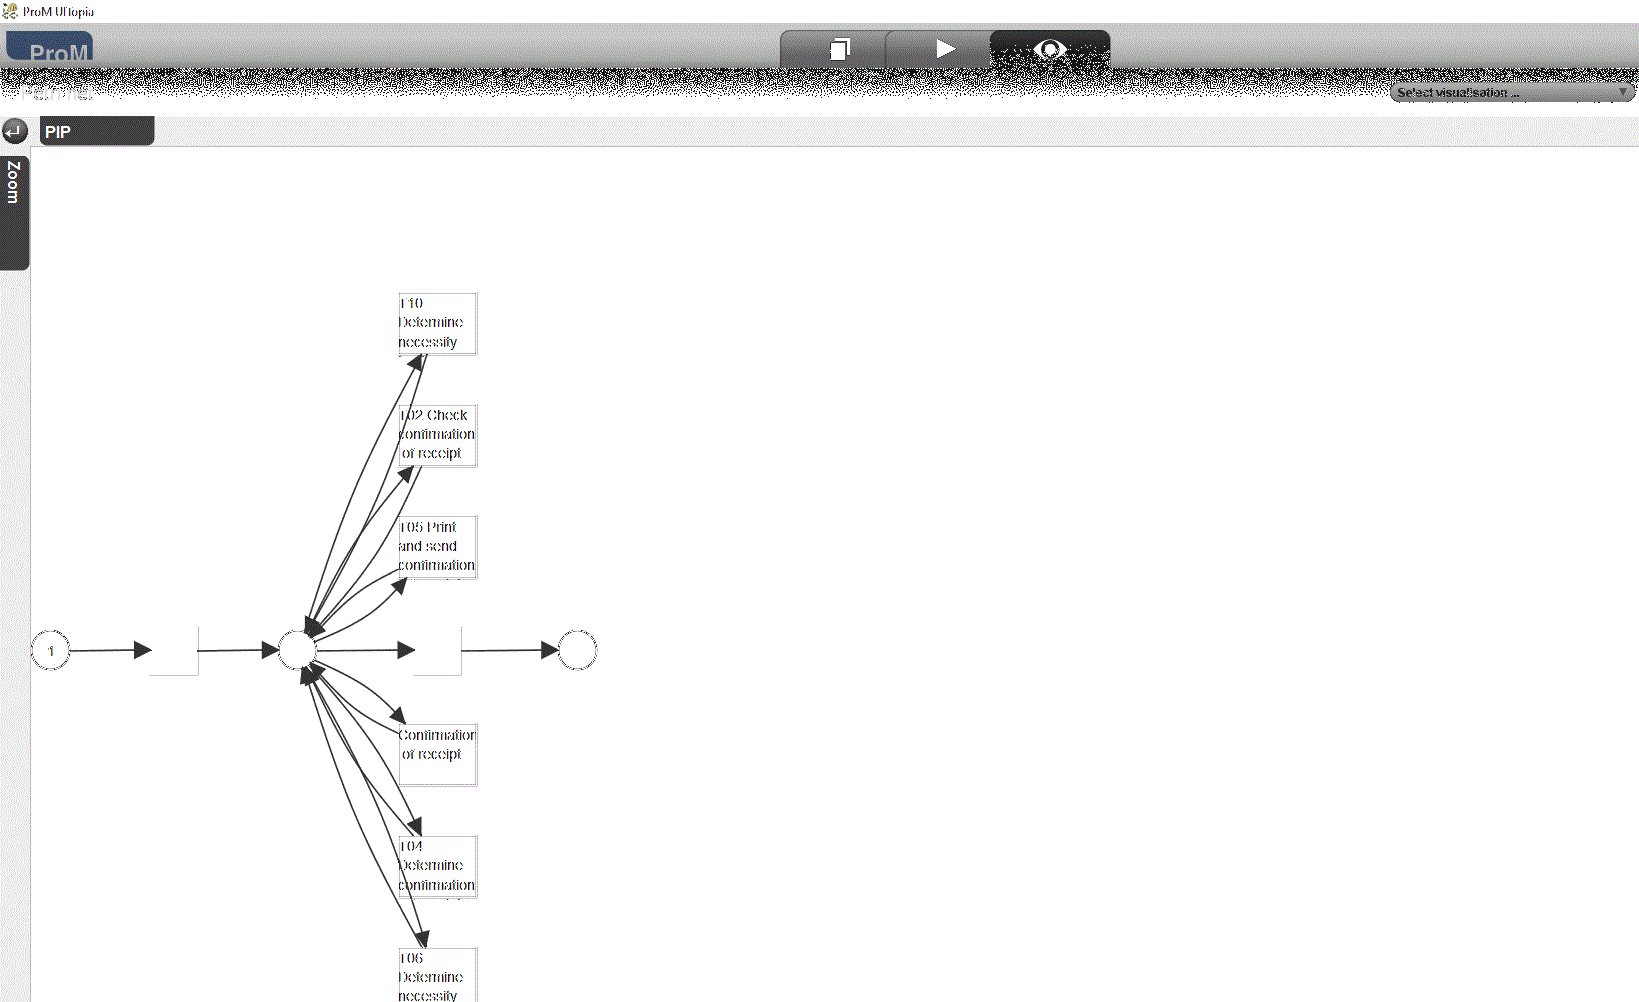 ProM UITopia
ProM
Select visualisation ...
PIP
Zoom
T10
Determine
necessity
T02 Check
confirmation
of receipt
T05 Print
and send
confirmation
1
Confirmation
of receipt
T04
Determine
confirmation
T06
Determine
necessity